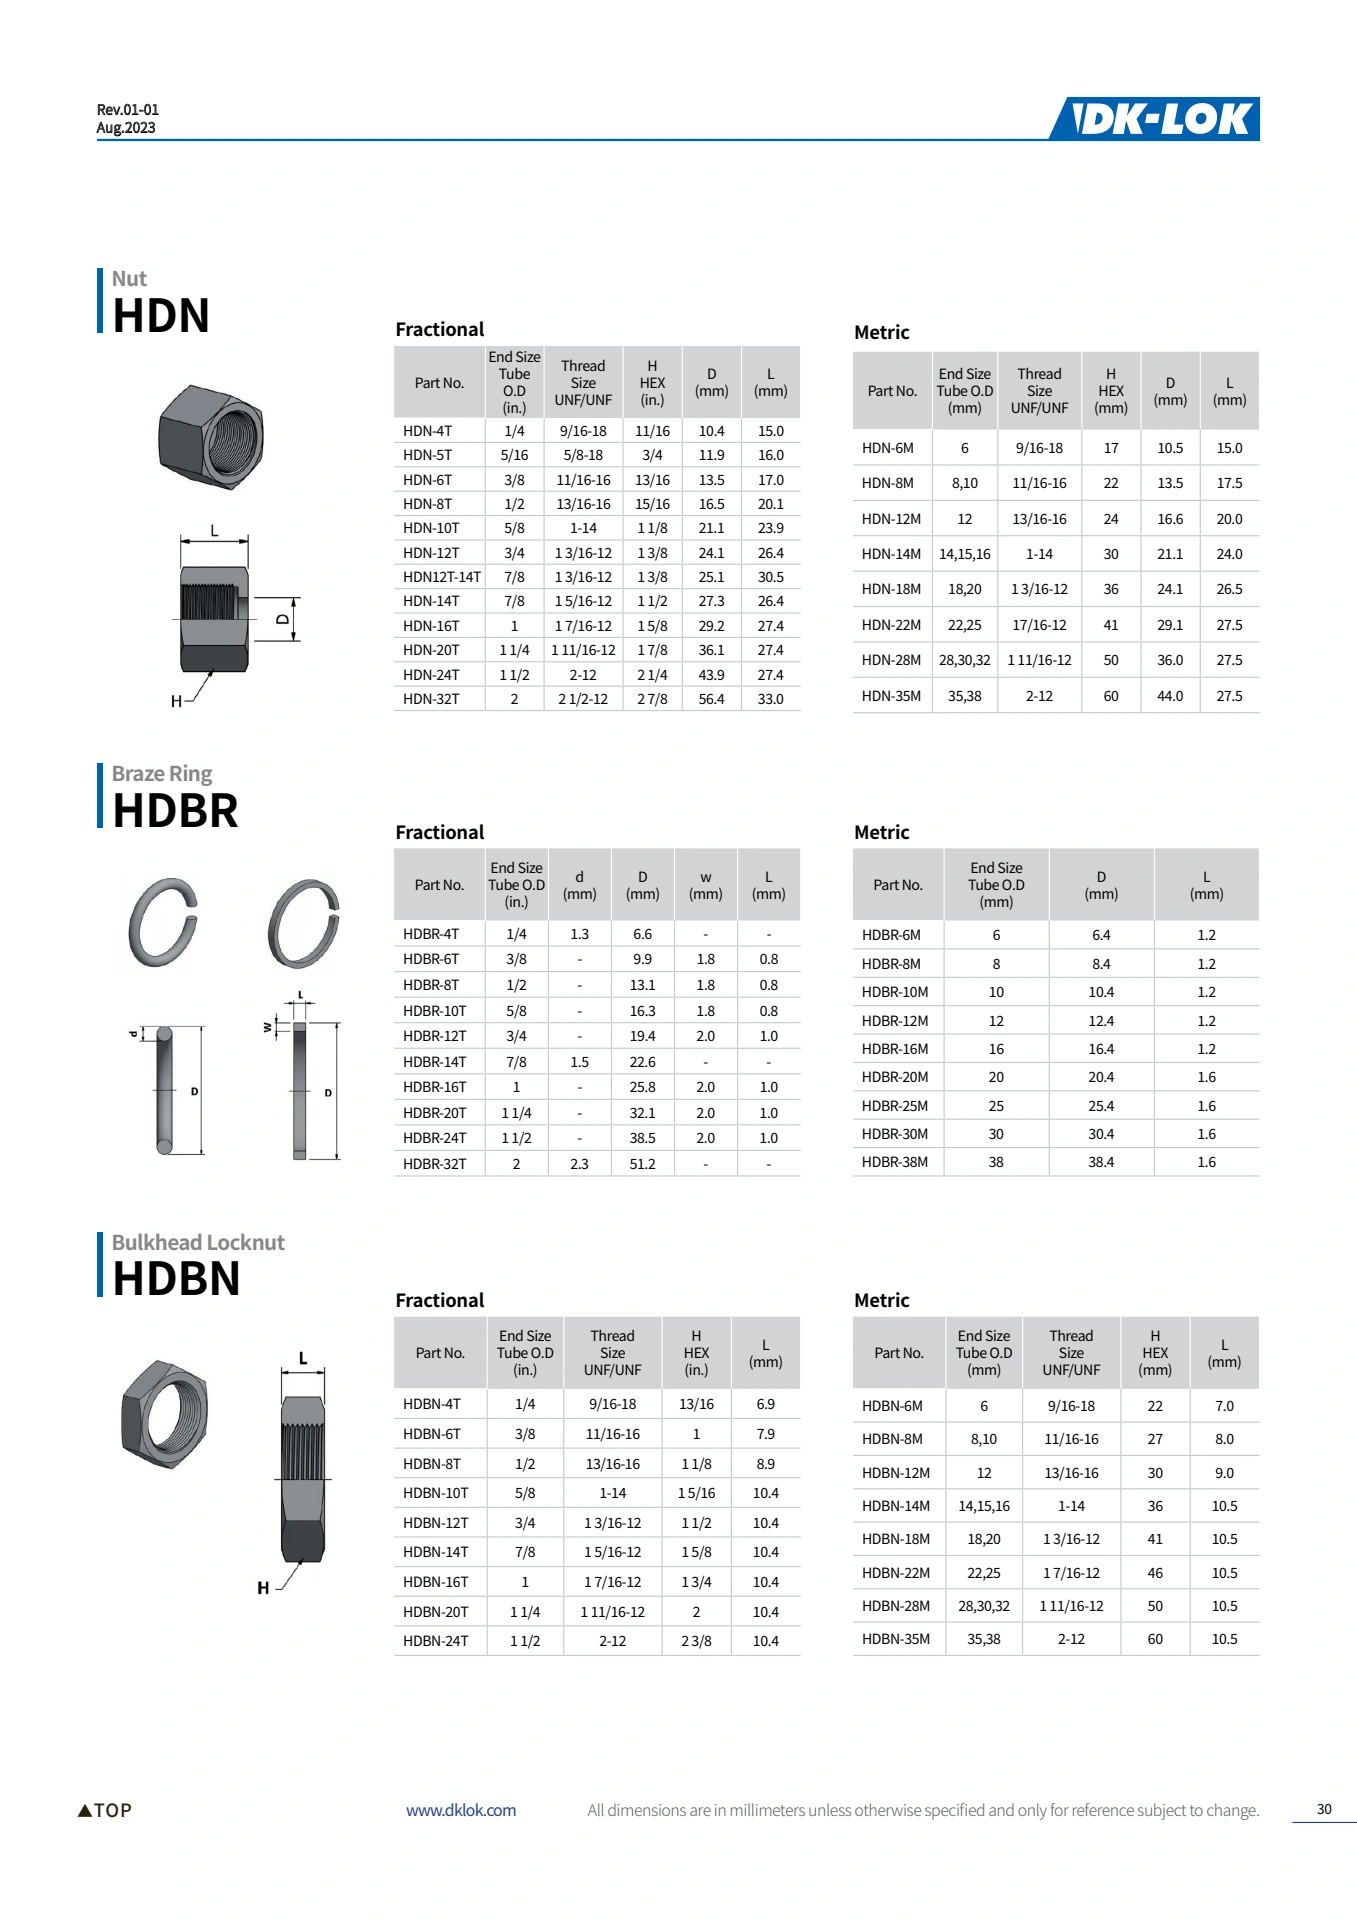 Rev.01-01
Aug.2023
DK-LOK
Nut
HDN
L
D
H
Fractional
Part No. End Size Tube O.D (in.) Thread Size UNF/UNF H HEX (in.) D (mm) L (mm)
HDN-4T 1/4 9/16-18 11/16 10.4 15.0
HDN-5T 5/16 5/8-18 3/4 11.9 16.0
HDN-6T 3/8 11/16-16 13/16 13.5 17.0
HDN-8T 1/2 13/16-16 15/16 16.5 20.1
HDN-10T 5/8 1-14 1 1/8 21.1 23.9
HDN-12T 3/4 1 3/16-12 1 3/8 24.1 26.4
HDN12T-14T 7/8 1 3/16-12 1 3/8 25.1 30.5
HDN-14T 7/8 1 5/16-12 1 1/2 27.3 26.4
HDN-16T 1 1 7/16-12 1 5/8 29.2 27.4
HDN-20T 1 1/4 1 11/16-12 1 7/8 36.1 27.4
HDN-24T 1 1/2 2-12 2 1/4 43.9 27.4
HDN-32T 2 2 1/2-12 2 7/8 56.4 33.0
Metric
Part No. End Size Tube O.D (mm) Thread Size UNF/UNF H HEX (mm) D (mm) L (mm)
HDN-6M 6 9/16-18 17 10.5 15.0
HDN-8M 8,10 11/16-16 22 13.5 17.5
HDN-12M 12 13/16-16 24 16.6 20.0
HDN-14M 14,15,16 1-14 30 21.1 24.0
HDN-18M 18,20 1 3/16-12 36 24.1 26.5
HDN-22M 22,25 17/16-12 41 29.1 27.5
HDN-28M 28,30,32 1 11/16-12 50 36.0 27.5
HDN-35M 35,38 2-12 60 44.0 27.5
Braze Ring
HDBR
d
D
L
w
D
Fractional
Part No. End Size Tube O.D (in.) d (mm) D (mm) w (mm) L (mm)
HDBR-4T 1/4 1.3 6.6 - -
HDBR-6T 3/8 - 9.9 1.8 0.8
HDBR-8T 1/2 - 13.1 1.8 0.8
HDBR-10T 5/8 - 16.3 1.8 0.8
HDBR-12T 3/4 - 19.4 2.0 1.0
HDBR-14T 7/8 1.5 22.6 - -
HDBR-16T 1 - 25.8 2.0 1.0
HDBR-20T 1 1/4 - 32.1 2.0 1.0
HDBR-24T 1 1/2 - 38.5 2.0 1.0
HDBR-32T 2 2.3 51.2 - -
Metric
Part No. End Size Tube O.D (mm) D (mm) L (mm)
HDBR-6M 6 6.4 1.2
HDBR-8M 8 8.4 1.2
HDBR-10M 10 10.4 1.2
HDBR-12M 12 12.4 1.2
HDBR-16M 16 16.4 1.2
HDBR-20M 20 20.4 1.6
HDBR-25M 25 25.4 1.6
HDBR-30M 30 30.4 1.6
HDBR-38M 38 38.4 1.6
Bulkhead Locknut
HDBN
L
H
Fractional
Part No. End Size Tube O.D (in.) Thread Size UNF/UNF H HEX (in.) L (mm)
HDBN-4T 1/4 9/16-18 13/16 6.9
HDBN-6T 3/8 11/16-16 1 7.9
HDBN-8T 1/2 13/16-16 1 1/8 8.9
HDBN-10T 5/8 1-14 1 5/16 10.4
HDBN-12T 3/4 1 3/16-12 1 1/2 10.4
HDBN-14T 7/8 1 5/16-12 1 5/8 10.4
HDBN-16T 1 1 7/16-12 1 3/4 10.4
HDBN-20T 1 1/4 1 11/16-12 2 10.4
HDBN-24T 1 1/2 2-12 2 3/8 10.4
Metric
Part No. End Size Tube O.D (mm) Thread Size UNF/UNF H HEX (mm) L (mm)
HDBN-6M 6 9/16-18 22 7.0
HDBN-8M 8,10 11/16-16 27 8.0
HDBN-12M 12 13/16-16 30 9.0
HDBN-14M 14,15,16 1-14 36 10.5
HDBN-18M 18,20 1 3/16-12 41 10.5
HDBN-22M 22,25 1 7/16-12 46 10.5
HDBN-28M 28,30,32 1 11/16-12 50 10.5
HDBN-35M 35,38 2-12 60 10.5
▲TOP
www.dklok.com
All dimensions are in millimeters unless otherwise specified and only for reference subject to change.
30